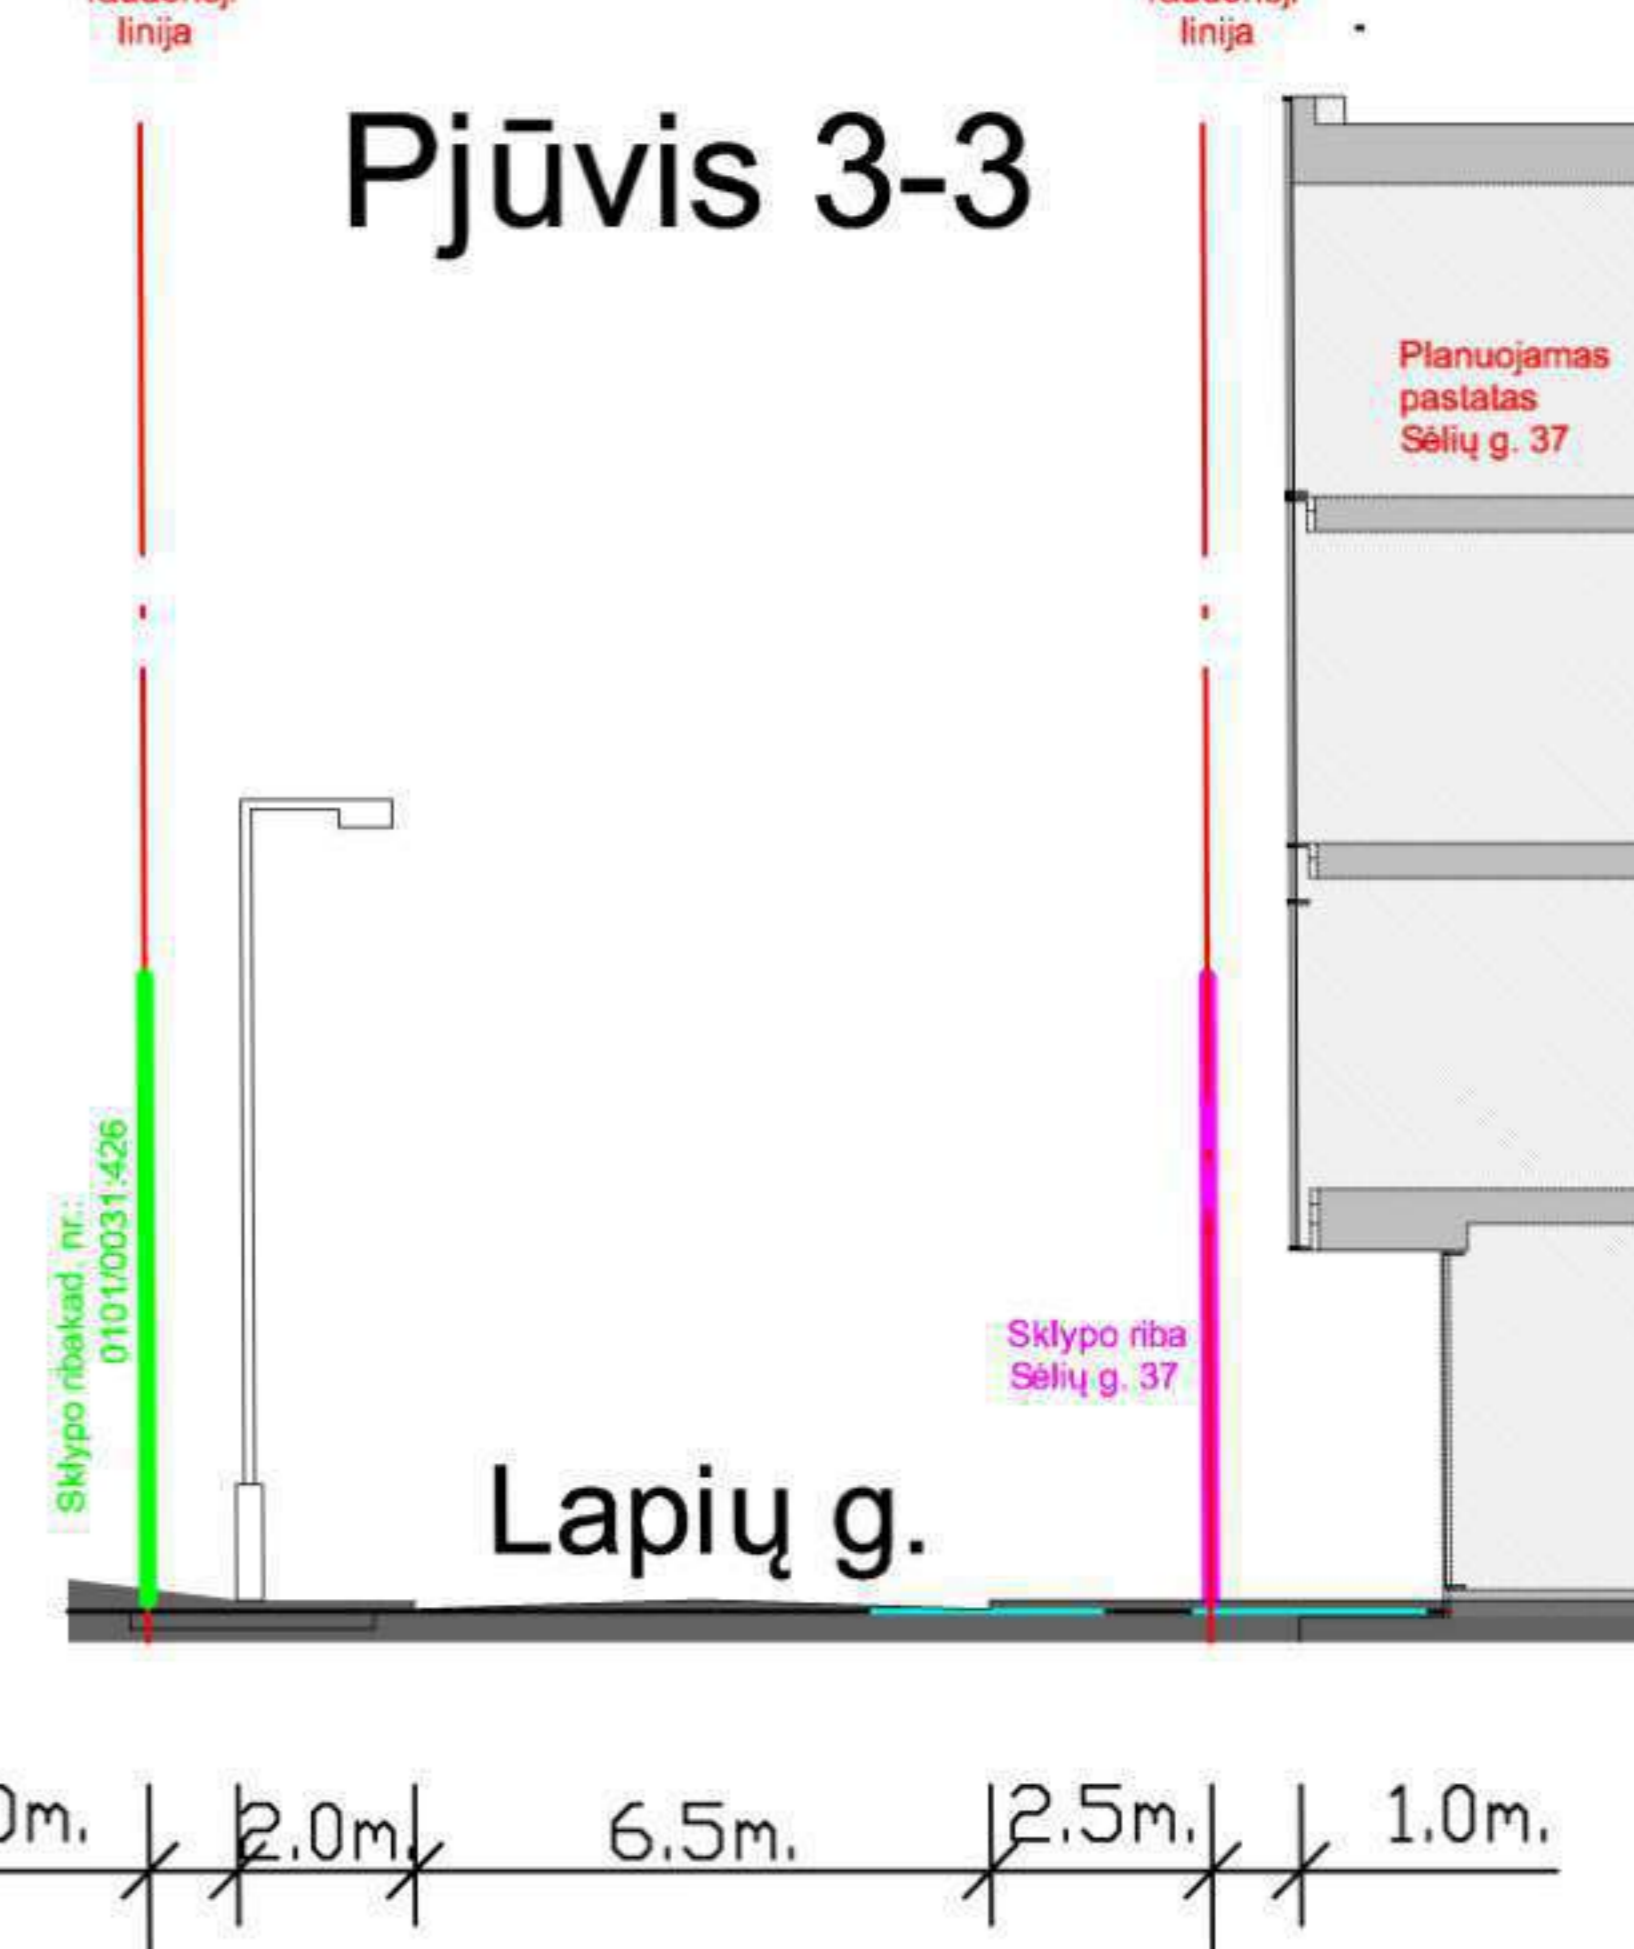 linija
linija
Pjūvis 3-3
Planuojamas
pastatas
Sėlių g. 37
Sklypo ribakad. nr.:
0101/0031:426
Sklypo riba
Sėlių g. 37
Lapių g.
0m. 2.0m. 6.5m. 2.5m. 1.0m.